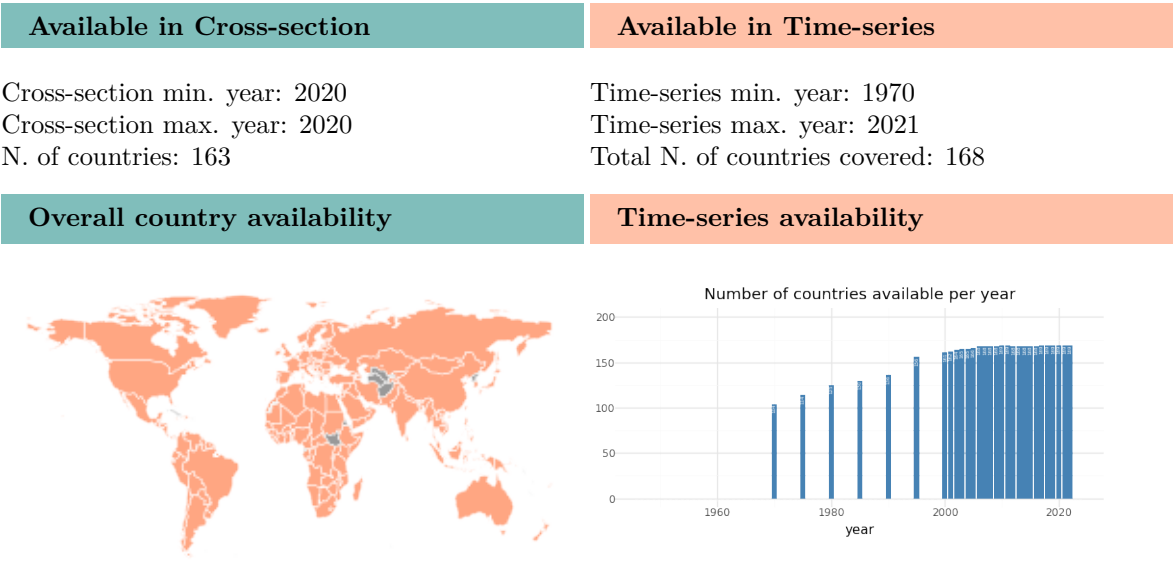 Available in Cross-section
Available in Time-series
Cross-section min. year: 2020
Cross-section max. year: 2020
N. of countries: 163
Time-series min. year: 1970
Time-series max. year: 2021
Total N. of countries covered: 168
Overall country availability
Time-series availability
Number of countries available per year
200
150
100
50
0
1960
1980
2000
2020
year